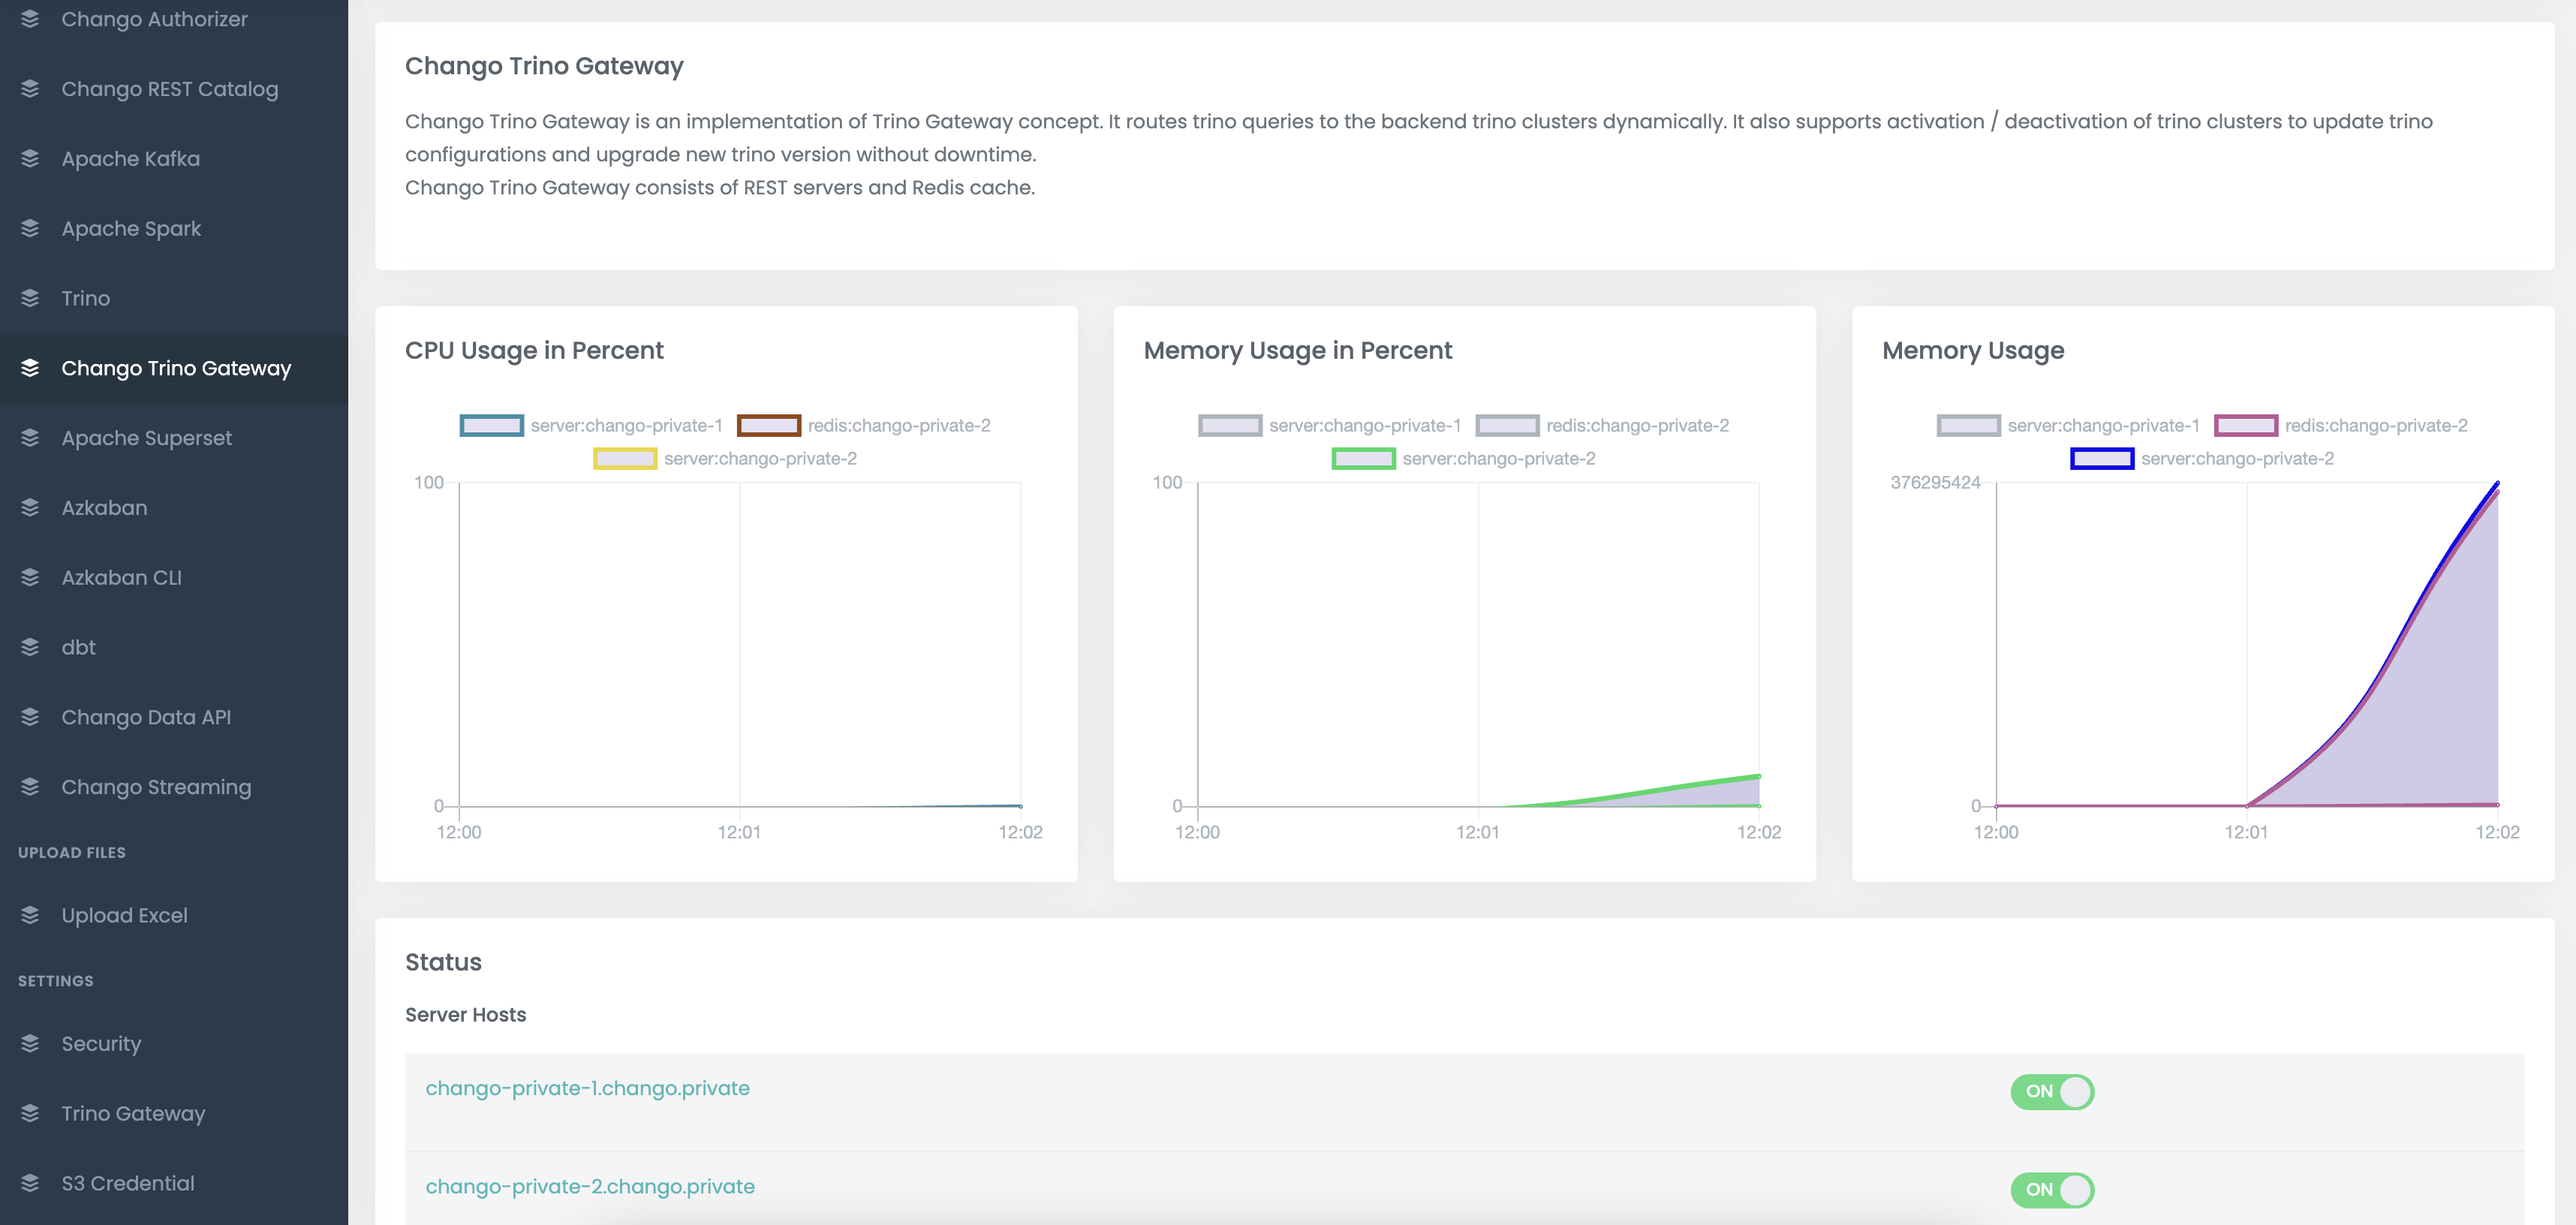 Chango Authorizer
Chango REST Catalog
Apache Kafka
Apache Spark
Trino
Chango Trino Gateway
Apache Superset
Azkaban
Azkaban CLI
dbt
Chango Data API
Chango Streaming
UPLOAD FILES
Upload Excel
SETTINGS
Security
Trino Gateway
S3 Credential
Chango Trino Gateway
Chango Trino Gateway is an implementation of Trino Gateway concept. It routes trino queries to the backend trino clusters dynamically. It also supports activation / deactivation of trino clusters to update trino
configurations and upgrade new trino version without downtime.
Chango Trino Gateway consists of REST servers and Redis cache.
CPU Usage in Percent
server:chango-private-1 redis:chango-private-2
server:chango-private-2
100
0
12:00 12:01 12:02
Memory Usage in Percent
server:chango-private-1 redis:chango-private-2
server:chango-private-2
100
0
12:00 12:01 12:02
Memory Usage
server:chango-private-1 redis:chango-private-2
server:chango-private-2
376295424
0
12:00 12:01 12:02
Status
Server Hosts
chango-private-1.chango.private ON
chango-private-2.chango.private ON